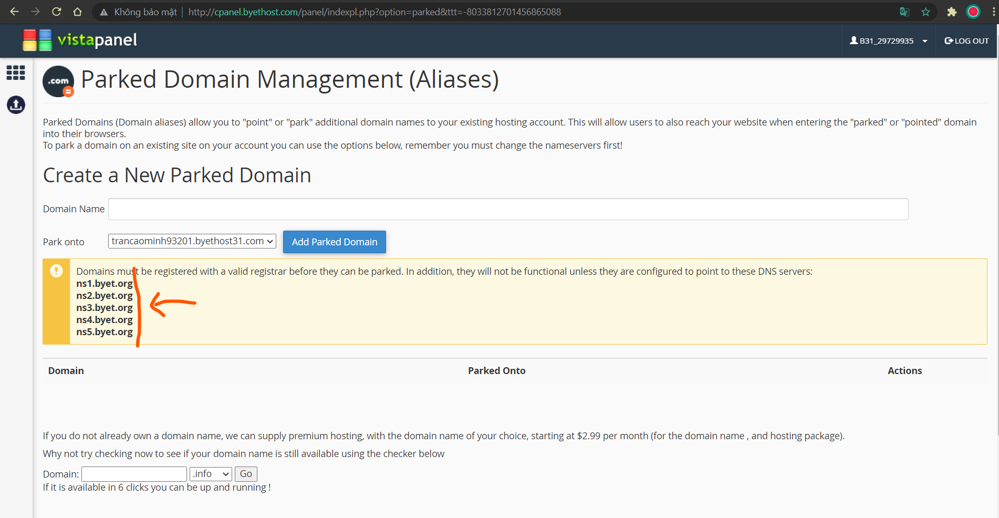 Không bảo mật
http://cpanel.byethost.com/panel/indexpl.php?option=parked&ttt=-8033812701456865088
vistapanel
B31_29729935
LOG OUT
.com
Parked Domain Management (Aliases)
Parked Domains (Domain aliases) allow you to "point" or "park" additional domain names to your existing hosting account. This will allow users to also reach your website when entering the "parked" or "pointed" domain
into their browsers.
To park a domain on an existing site on your account you can use the options below, remember you must change the nameservers first!
Create a New Parked Domain
Domain Name
Park onto
trancaominh93201.byethost31.com
Add Parked Domain
Domains must be registered with a valid registrar before they can be parked. In addition, they will not be functional unless they are configured to point to these DNS servers:
ns1.byet.org
ns2.byet.org
ns3.byet.org
ns4.byet.org
ns5.byet.org
Domain Parked Onto Actions
If you do not already own a domain name, we can supply premium hosting, with the domain name of your choice, starting at $2.99 per month (for the domain name , and hosting package).
Why not try checking now to see if your domain name is still available using the checker below
Domain: .info Go
If it is available in 6 clicks you can be up and running !